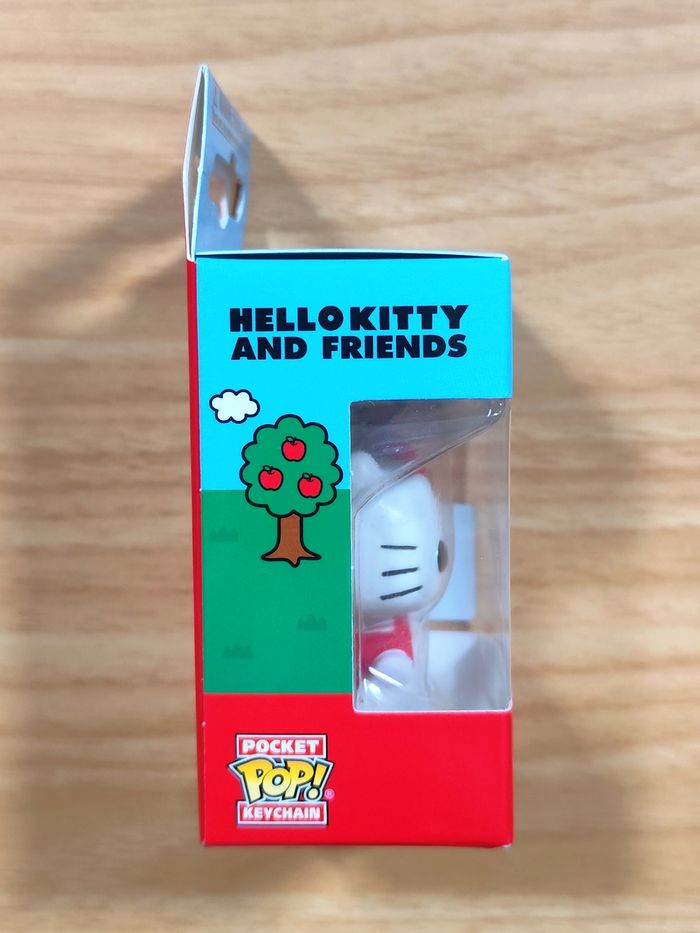 HELLO KITTY
AND FRIENDS
POCKET
POP!®
KEYCHAIN